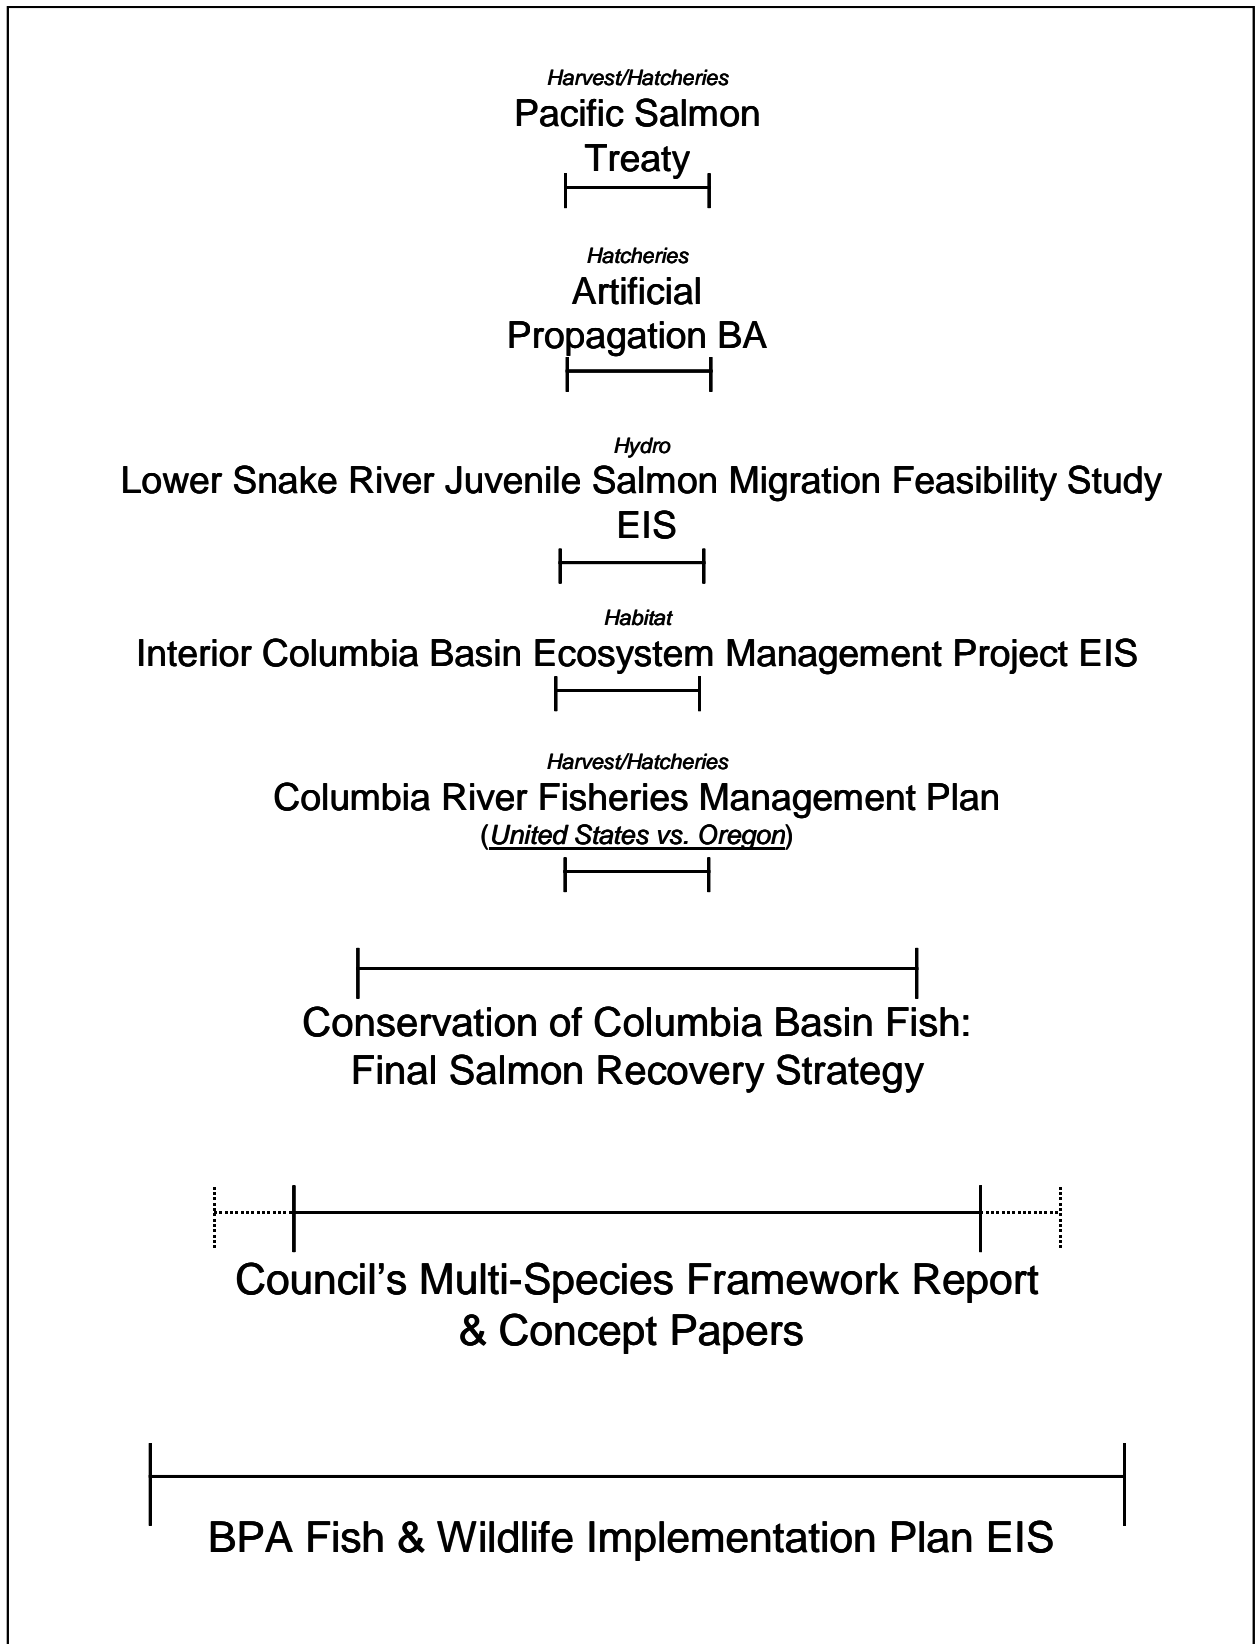 Harvest/Hatcheries
Pacific Salmon
Treaty
Hatcheries
Artificial
Propagation BA
Hydro
Lower Snake River Juvenile Salmon Migration Feasibility Study
EIS
Habitat
Interior Columbia Basin Ecosystem Management Project EIS
Harvest/Hatcheries
Columbia River Fisheries Management Plan
(United States vs. Oregon)
Conservation of Columbia Basin Fish:
Final Salmon Recovery Strategy
Council’s Multi-Species Framework Report
& Concept Papers
BPA Fish & Wildlife Implementation Plan EIS